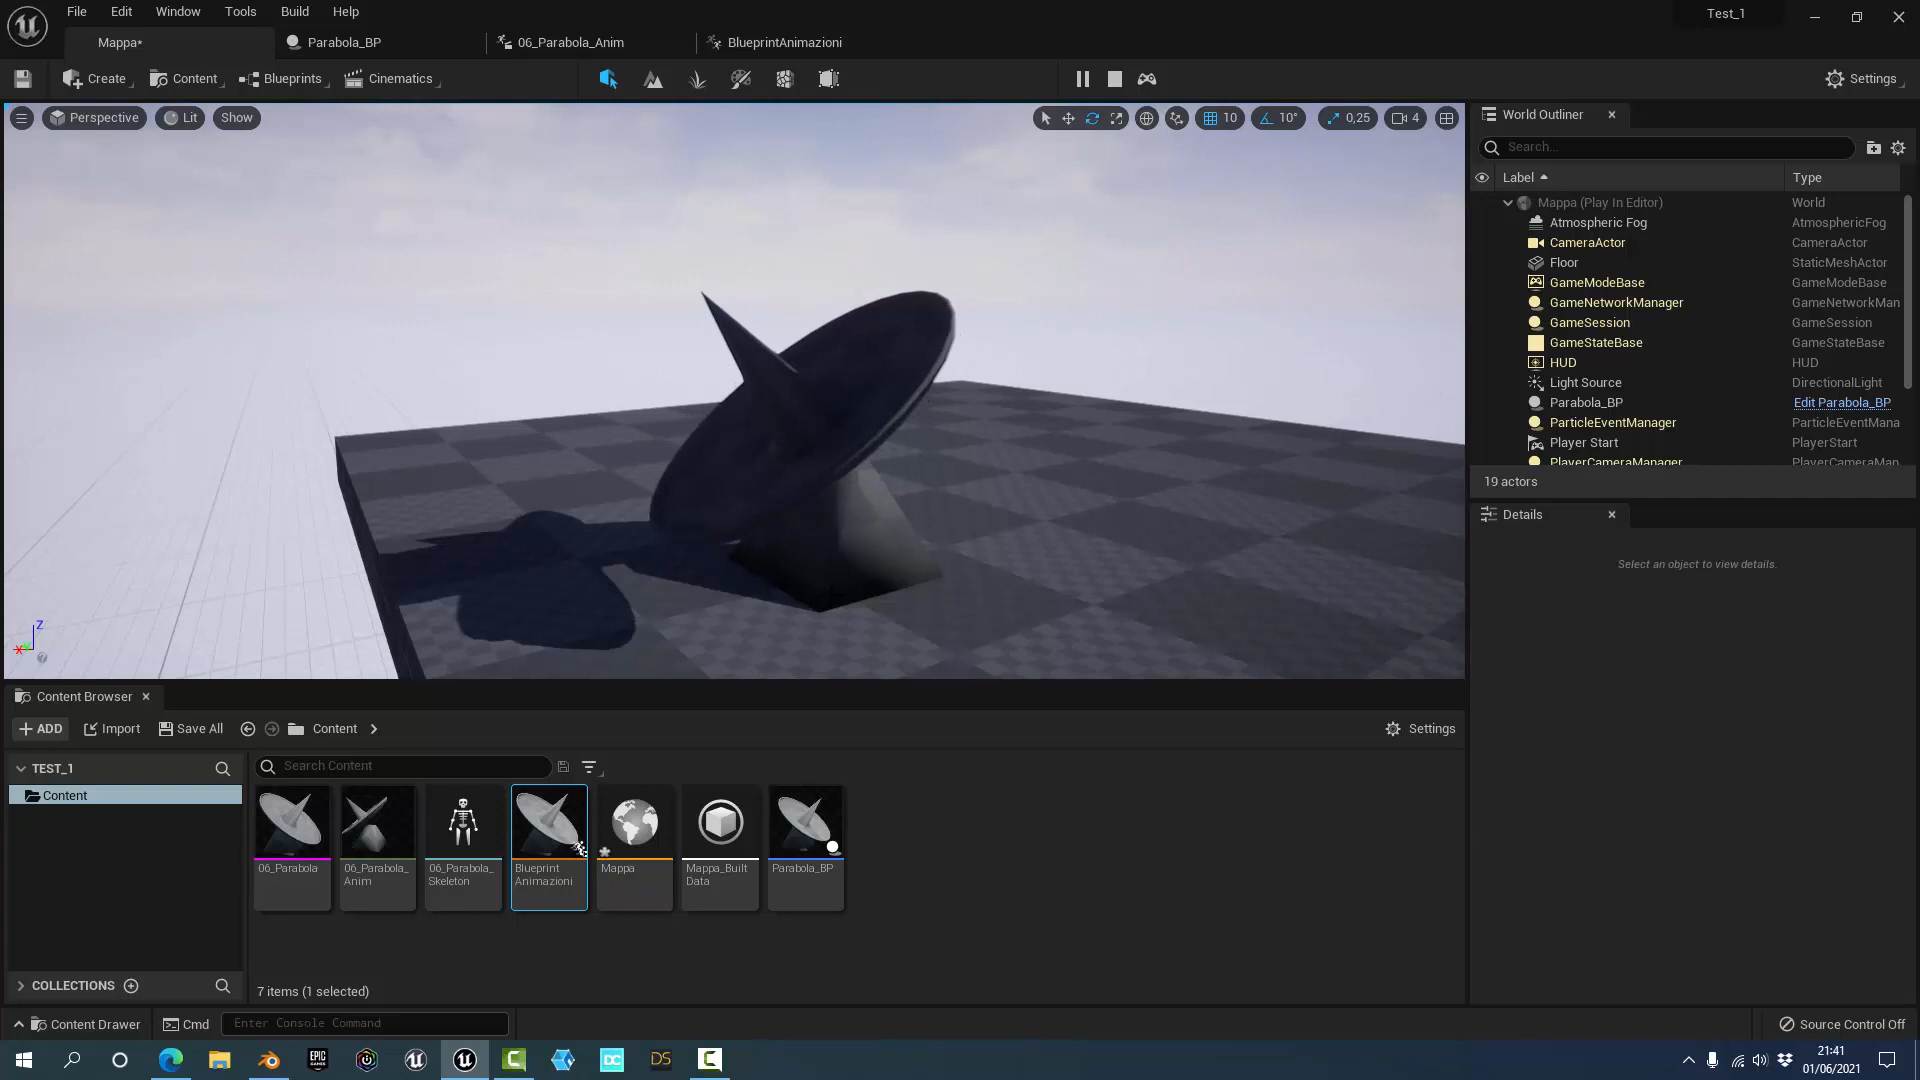 File Edit Window Tools Build Help
Test_1
Mappa*
Parabola_BP
06_Parabola_Anim
BlueprintAnimazioni
Create
Content
Blueprints
Cinematics
Settings
Perspective
Lit
Show
10
10°
0,25
4
World Outliner
Search...
Label
Type
Mappa (Play In Editor) World
Atmospheric Fog AtmosphericFog
CameraActor CameraActor
Floor StaticMeshActor
GameModeBase GameModeBase
GameNetworkManager GameNetworkMan
GameSession GameSession
GameStateBase GameStateBase
HUD HUD
Light Source DirectionalLight
Parabola_BP Edit Parabola_BP
ParticleEventManager ParticleEventMana
Player Start PlayerStart
PlayerCameraManager PlayerCameraMan
19 actors
Details
Select an object to view details.
Z
X
Content Browser
ADD
Import
Save All
Content
Settings
TEST_1
Search Content
Content
06_Parabola
06_Parabola_
Anim
06_Parabola_
Skeleton
Blueprint
Animazioni
Mappa
Mappa_Built
Data
Parabola_BP
COLLECTIONS
7 items (1 selected)
Content Drawer
Cmd
Enter Console Command
Source Control Off
EPIC
GAMES
DC
DS
21:41
01/06/2021